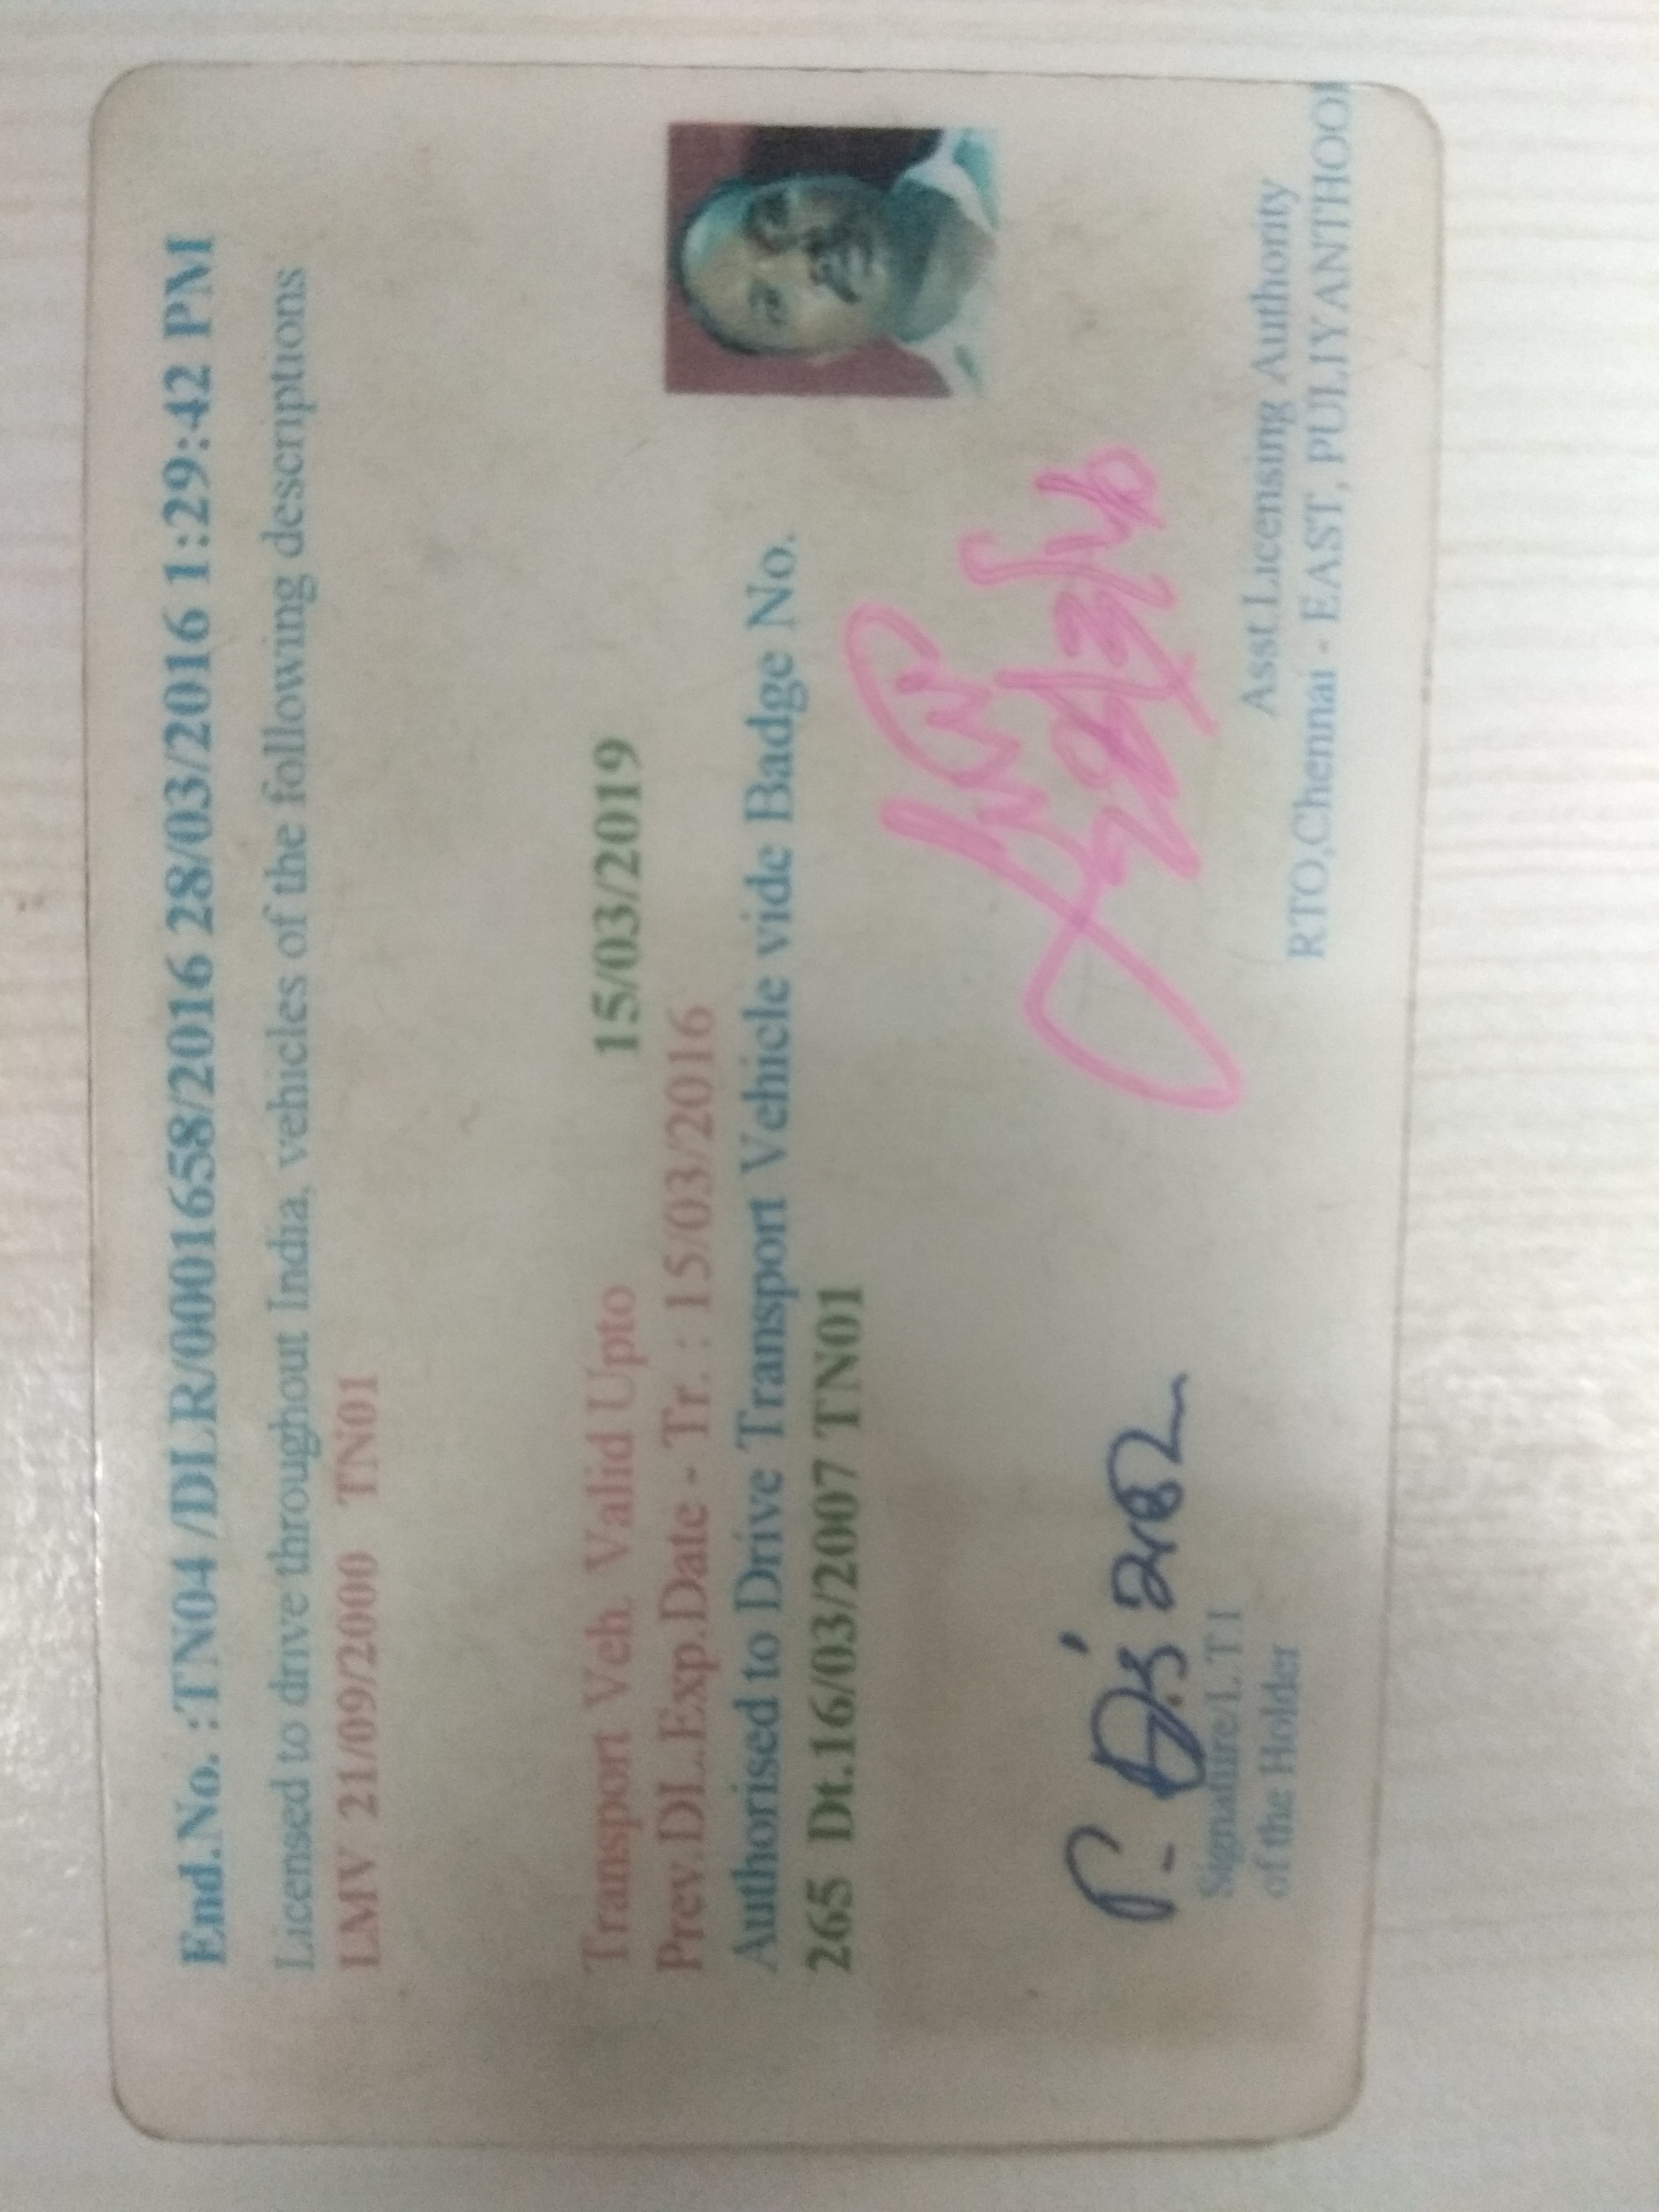 End.No. :TN04 /DLR/0001658/2016 28/03/2016 1:29:42 PM
Licensed to drive throughout India, vehicles of the following descriptions
LMV 21/09/2000 TN01
Transport Veh. Valid Upto 15/03/2019
Prev.DL.Exp.Date - Tr. : 15/03/2016
Authorised to Drive Transport Vehicle vide Badge No.
265 Dt.16/03/2007 TN01
Signature/L.T.I
of the Holder
Asst.Licensing Authority
RTO,Chennai - EAST, PULIYANTHOO